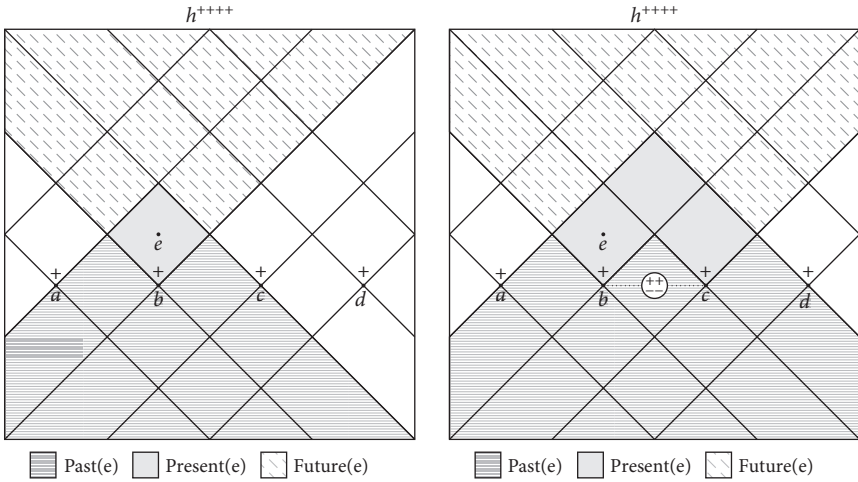 h++++
e
+ + + +
a b c d
Past(e) Present(e) Future(e)
h++++
e
+ + ++ -- + +
a b c d
Past(e) Present(e) Future(e)